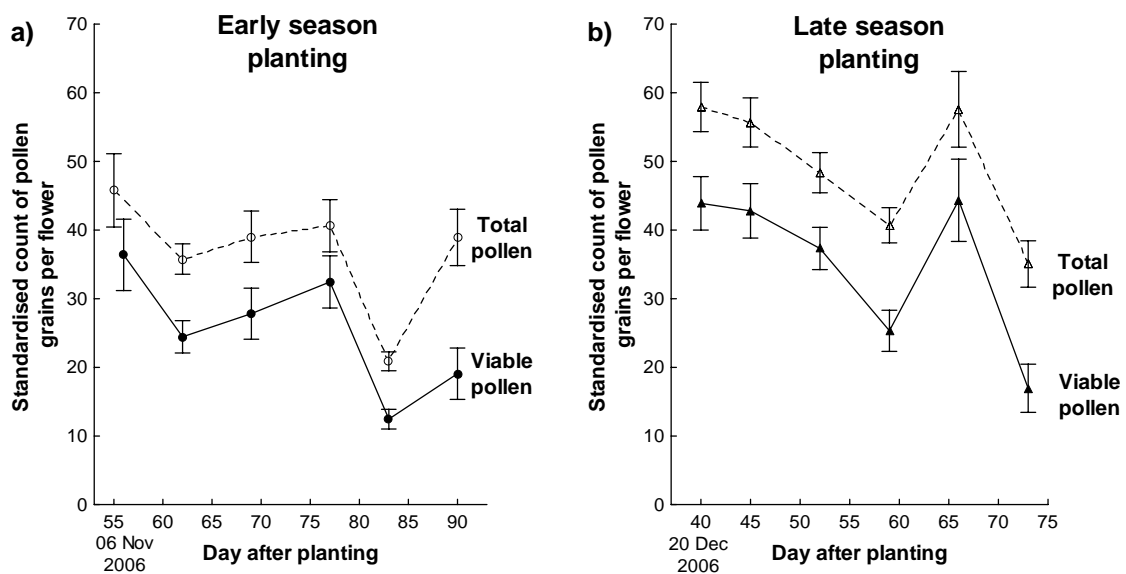 a)
Early season
planting
Standardised count of pollen
grains per flower
70
60
50
40
30
20
10
0
Total
pollen
Viable
pollen
55 60 65 70 75 80 85 90
06 Nov
2006
Day after planting
b)
Late season
planting
Standardised count of pollen
grains per flower
70
60
50
40
30
20
10
0
Total
pollen
Viable
pollen
40 45 50 55 60 65 70 75
20 Dec
2006
Day after planting